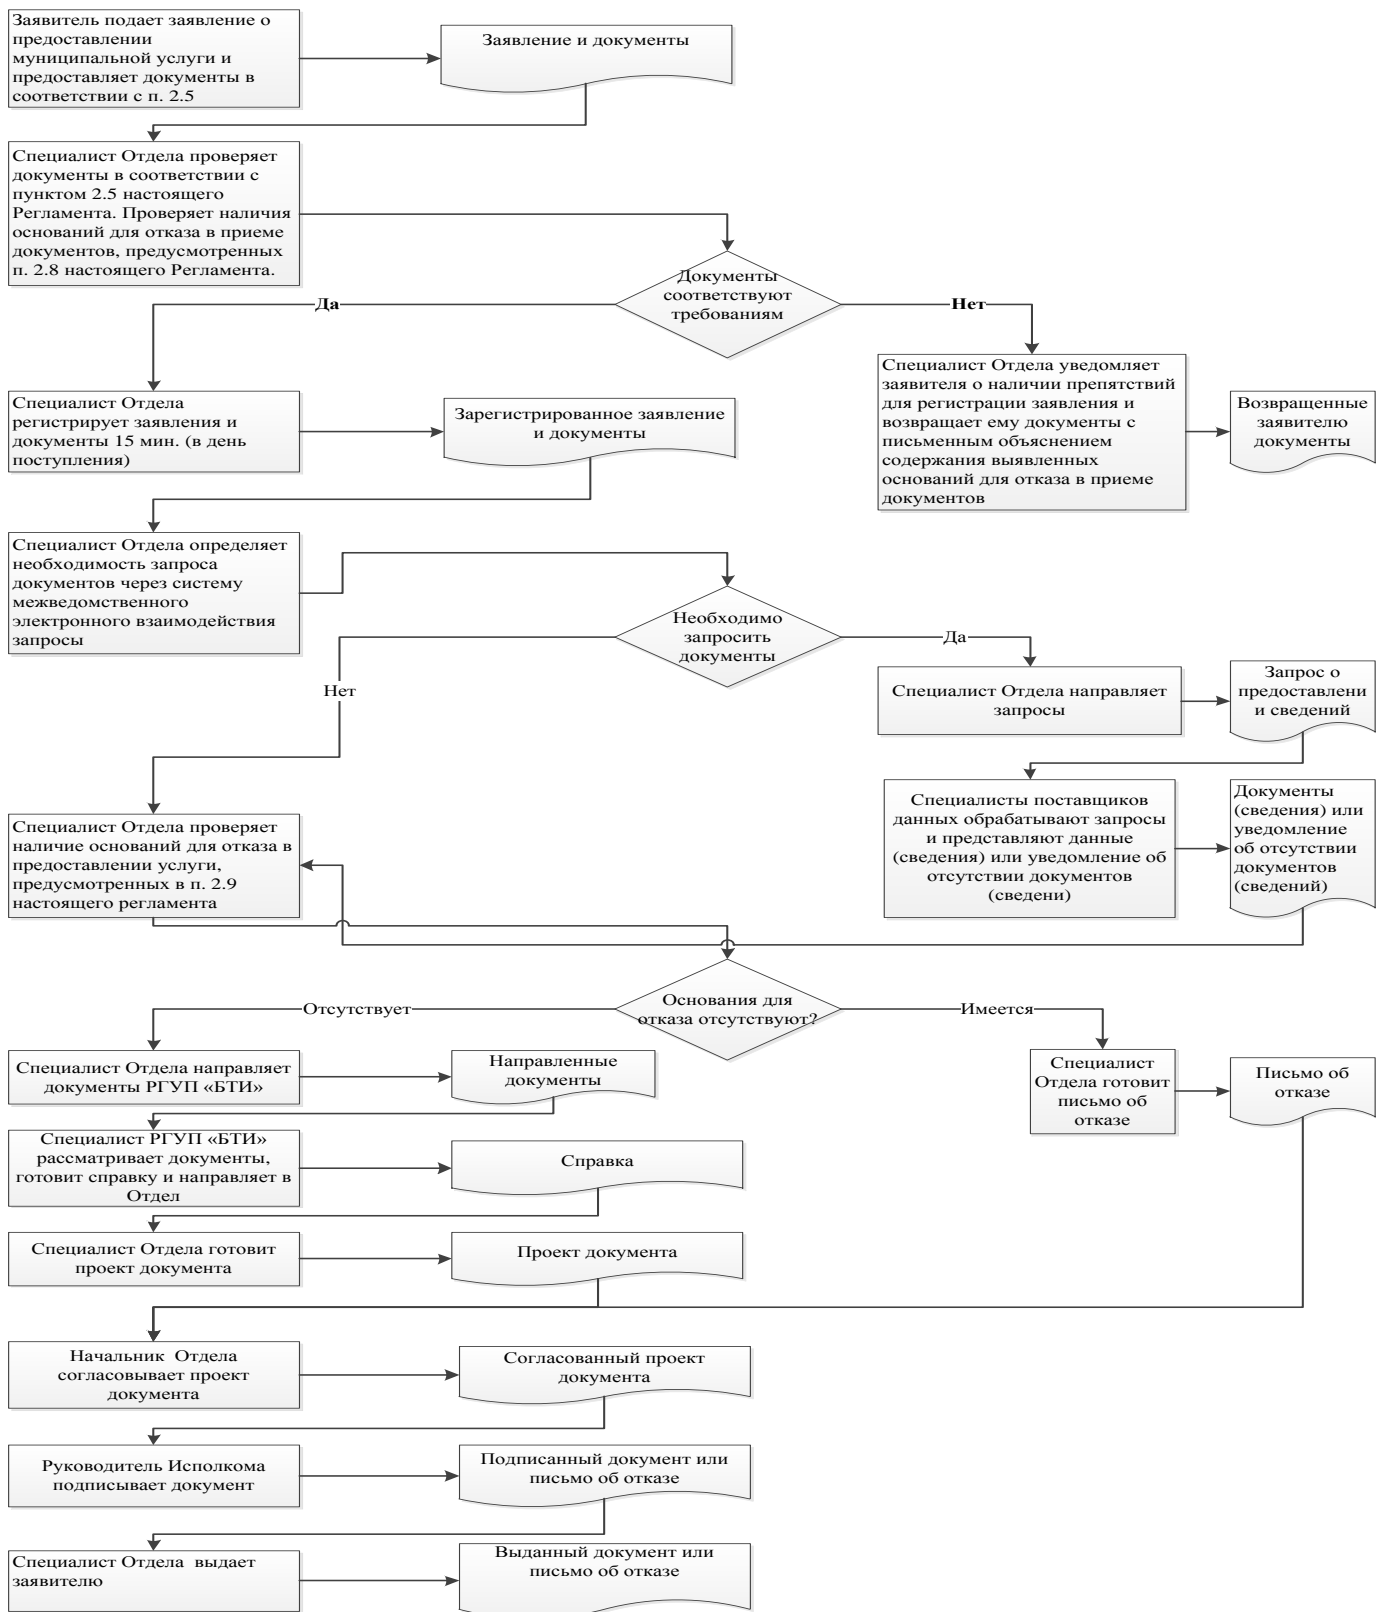 Заявитель подает заявление о
предоставлении
муниципальной услуги и
предоставляет документы в
соответствии с п. 2.5
Заявление и документы
Специалист Отдела проверяет
документы в соответствии с
пунктом 2.5 настоящего
Регламента. Проверяет наличия
оснований для отказа в приеме
документов, предусмотренных
п. 2.8 настоящего Регламента.
Документы
соответствуют
требованиям
Да
Нет
Специалист Отдела
регистрирует заявления и
документы 15 мин. (в день
поступления)
Зарегистрированное заявление
и документы
Специалист Отдела уведомляет
заявителя о наличии препятствий
для регистрации заявления и
возвращает ему документы с
письменным объяснением
содержания выявленных
оснований для отказа в приеме
документов
Возвращенные
заявителю
документы
Специалист Отдела определяет
необходимость запроса
документов через систему
межведомственного
электронного взаимодействия
запросы
Необходимо
запросить
документы
Да
Нет
Специалист Отдела направляет
запросы
Запрос о
предоставлени
и сведений
Специалисты поставщиков
данных обрабатывают запросы
и представляют данные
(сведения) или уведомление об
отсутствии документов
(сведени)
Документы
(сведения) или
уведомление
об отсутствии
документов
(сведений)
Специалист Отдела проверяет
наличие оснований для отказа в
предоставлении услуги,
предусмотренных в п. 2.9
настоящего регламента
Основания для
отказа отсутствуют?
Отсутствует
Имеется
Специалист Отдела направляет
документы РГУП «БТИ»
Направленные
документы
Специалист
Отдела готовит
письмо об
отказе
Письмо об
отказе
Специалист РГУП «БТИ»
рассматривает документы,
готовит справку и направляет в
Отдел
Справка
Специалист Отдела готовит
проект документа
Проект документа
Начальник Отдела
согласовывает проект
документа
Согласованный проект
документа
Руководитель Исполкома
подписывает документ
Подписанный документ или
письмо об отказе
Специалист Отдела выдает
заявителю
Выданный документ или
письмо об отказе